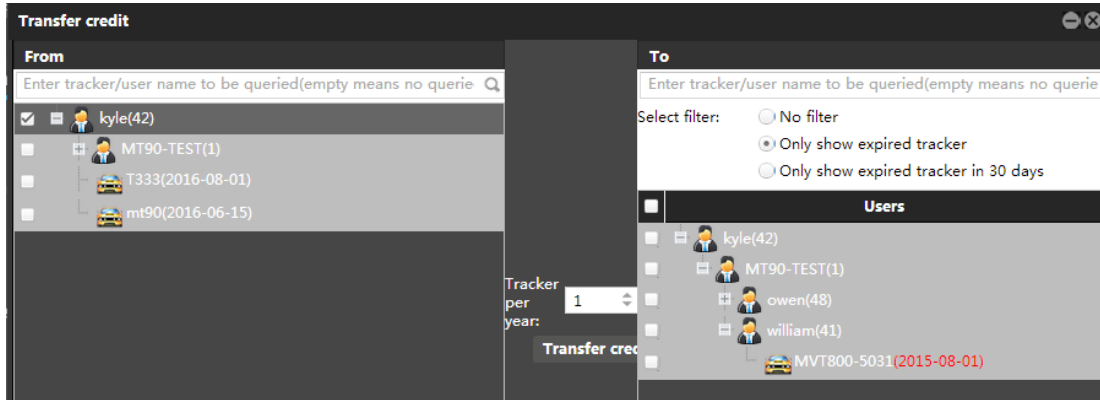 Transfer credit
From
Enter tracker/user name to be queried(empty means no querie
kyle(42)
MT90-TEST(1)
T333(2016-08-01)
mt90(2016-06-15)
Tracker
per
year:
1
Transfer cred
To
Enter tracker/user name to be queried(empty means no querie
Select filter:
No filter
Only show expired tracker
Only show expired tracker in 30 days
Users
kyle(42)
MT90-TEST(1)
owen(48)
william(41)
MVT800-5031(2015-08-01)